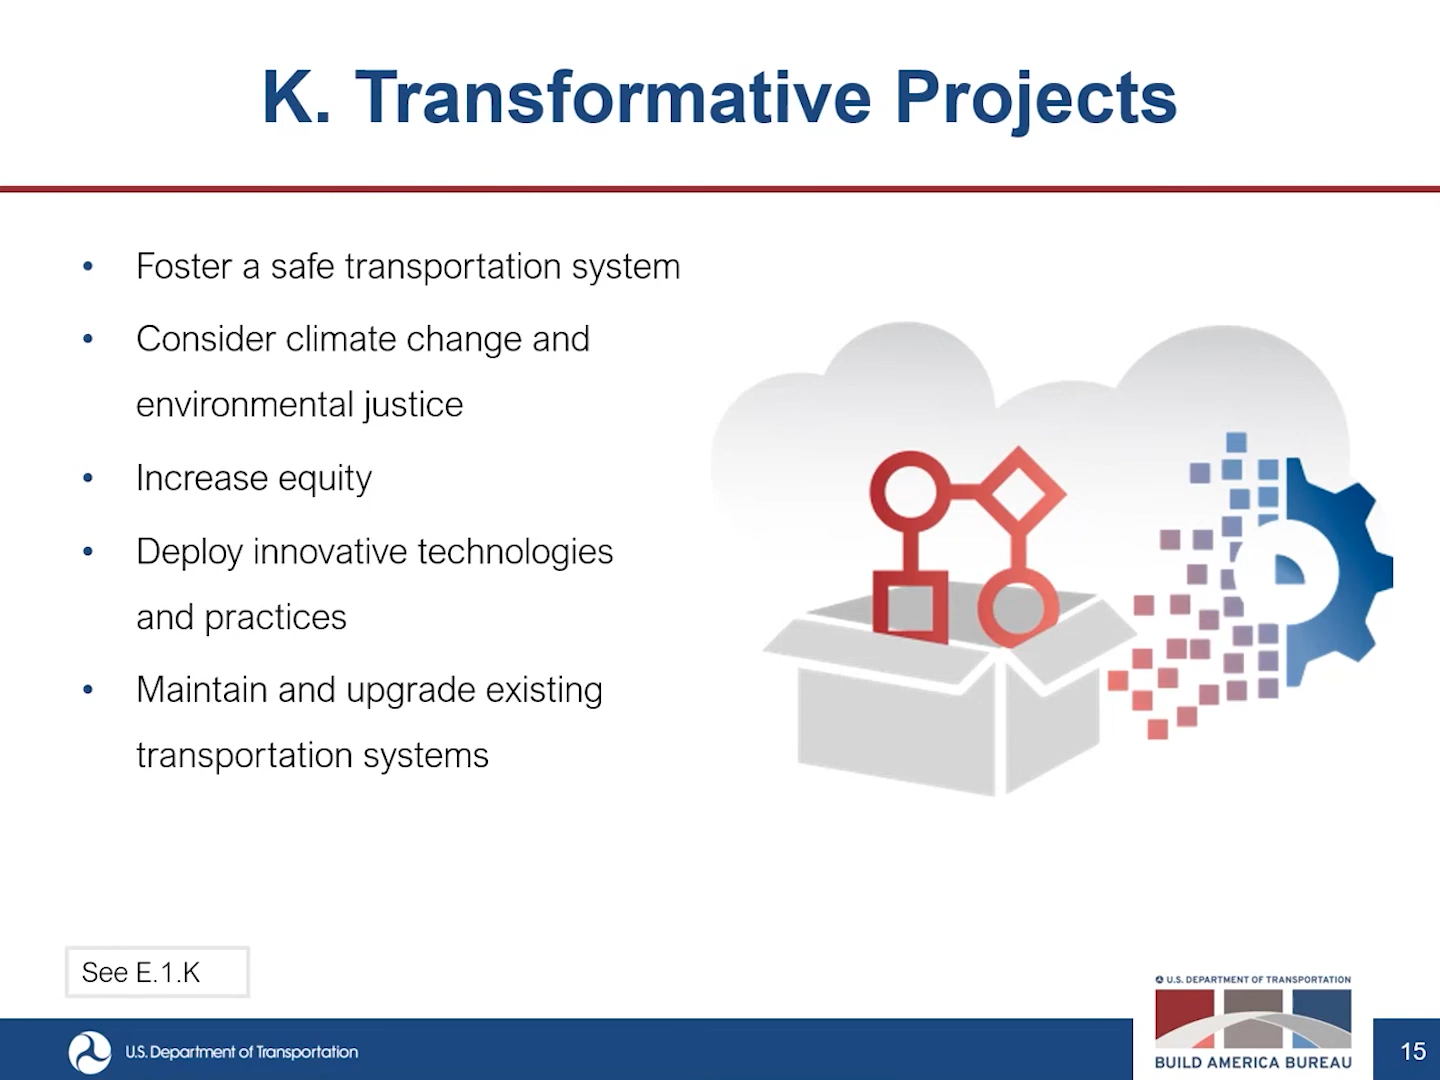 K. Transformative Projects
• Foster a safe transportation system
• Consider climate change and
environmental justice
• Increase equity
• Deploy innovative technologies
and practices
• Maintain and upgrade existing
transportation systems
See E.1.K
U.S. Department of Transportation
U.S. DEPARTMENT OF TRANSPORTATION
BUILD AMERICA BUREAU
15